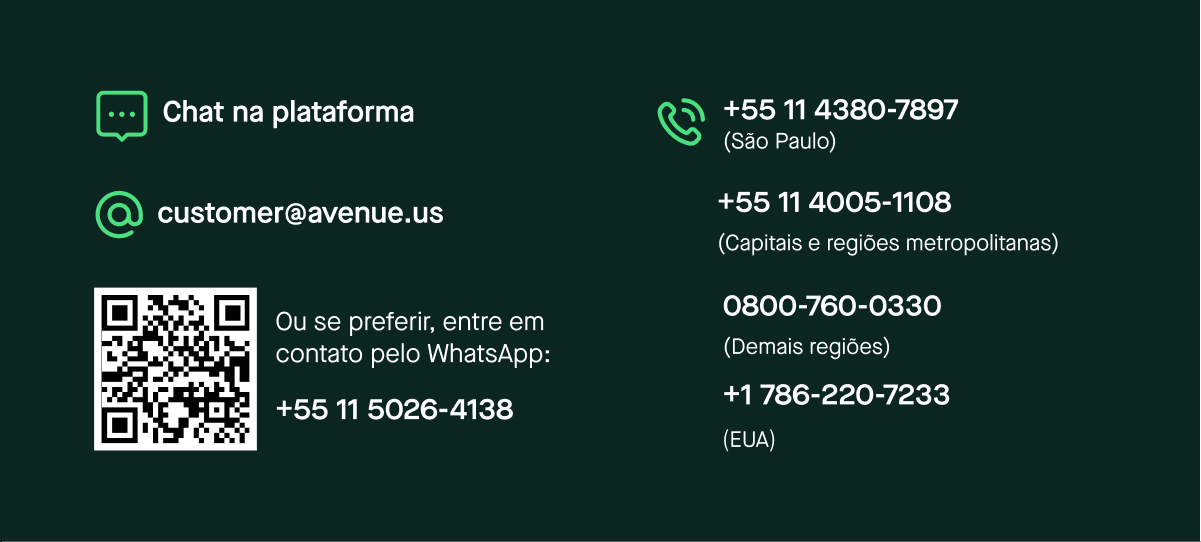 Chat na plataforma
customer@avenue.us
Ou se preferir, entre em
contato pelo WhatsApp:
+55 11 5026-4138
+55 11 4380-7897
(São Paulo)
+55 11 4005-1108
(Capitais e regiões metropolitanas)
0800-760-0330
(Demais regiões)
+1 786-220-7233
(EUA)